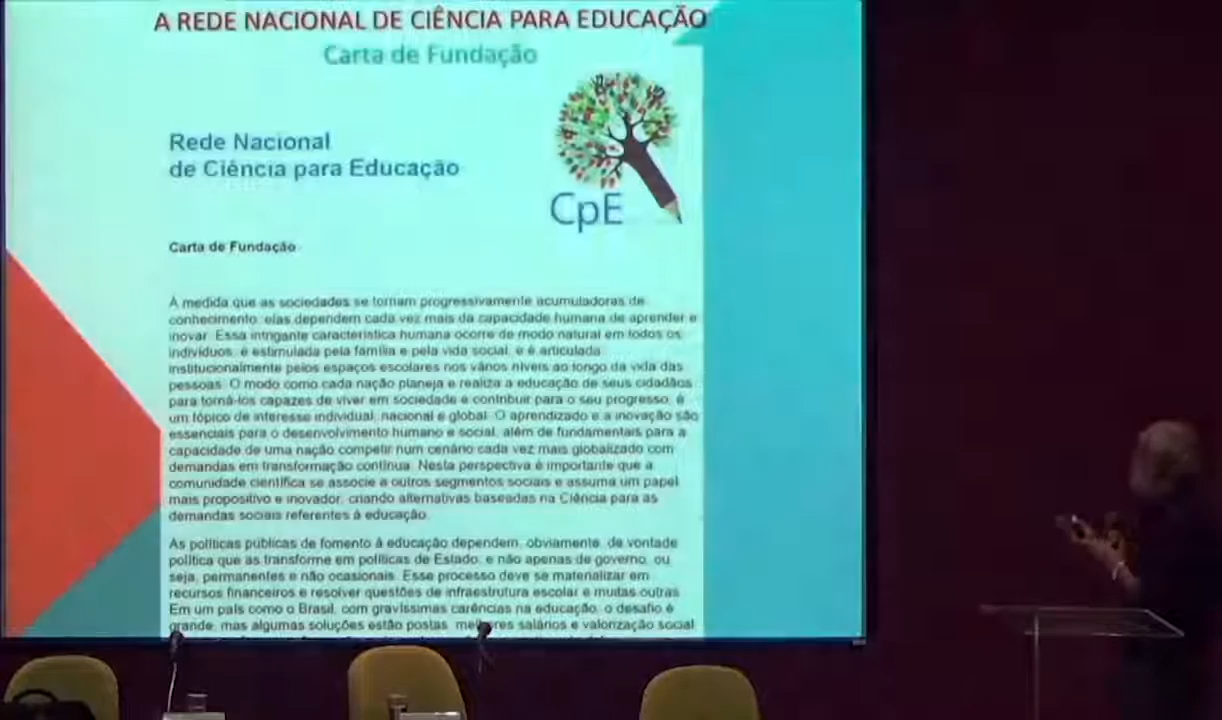 A REDE NACIONAL DE CIÊNCIA PARA EDUCAÇÃO
Carta de Fundação
Rede Nacional
de Ciência para Educação
CpE
Carta de Fundação
À medida que as sociedades se tornam progressivamente acumuladoras de
conhecimento, elas dependem cada vez mais da capacidade humana de aprender e
inovar. Essa intrigante característica humana ocorre de modo natural em todos os
indivíduos, é estimulada pela família e pela vida social, e é articulada
institucionalmente pelos espaços escolares nos vários níveis ao longo da vida das
pessoas. O modo como cada nação planeja e realiza a educação de seus cidadãos
para torná-los capazes de viver em sociedade e contribuir para o seu progresso, é
um tópico de interesse individual, nacional e global. O aprendizado e a inovação são
essenciais para o desenvolvimento humano e social, além de fundamentais para a
capacidade de uma nação competir num cenário cada vez mais globalizado com
demandas em transformação contínua. Nesta perspectiva é importante que a
comunidade científica se associe a outros segmentos sociais e assuma um papel
mais propositivo e inovador, criando alternativas baseadas na Ciência para as
demandas sociais referentes à educação.
As políticas públicas de fomento à educação dependem, obviamente, de vontade
política que as transforme em políticas de Estado, e não apenas de governo, ou
seja, permanentes e não ocasionais. Esse processo deve se materializar em
recursos financeiros e resolver questões de infraestrutura escolar e muitas outras.
Em um país como o Brasil, com gravíssimas carências na educação, o desafio é
grande, mas algumas soluções estão postas: melhores salários e valorização social